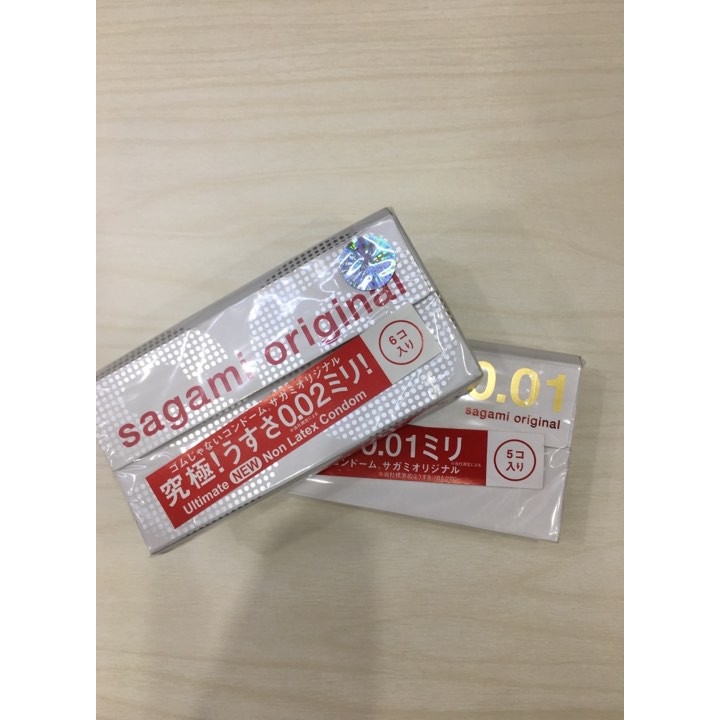 sagami original
6コ
入り
ゴムじゃないコンドーム、サガミオリジナル
究極!うすさ0.02ミリ!
Ultimate NEW Non Latex Condom
0.01
sagami original
0.01ミリ
コンドーム、サガミオリジナル
5コ
入り